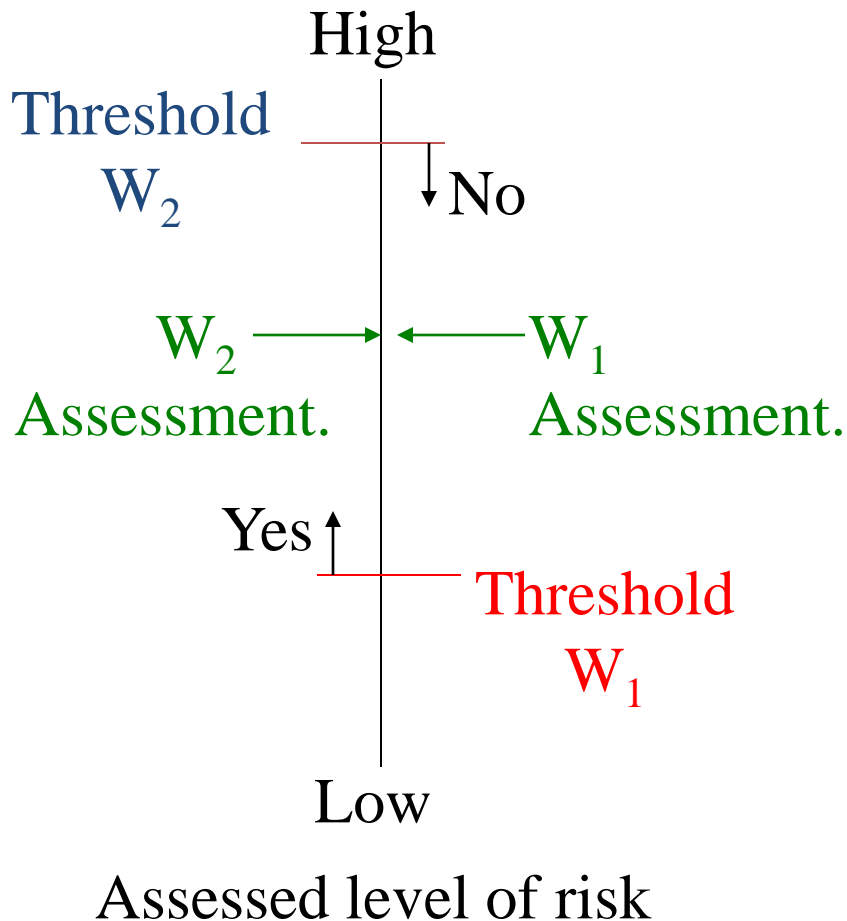 High
Threshold
W₂
No
W₂
Assessment.
W₁
Assessment.
Yes
Threshold
W₁
Low
Assessed level of risk